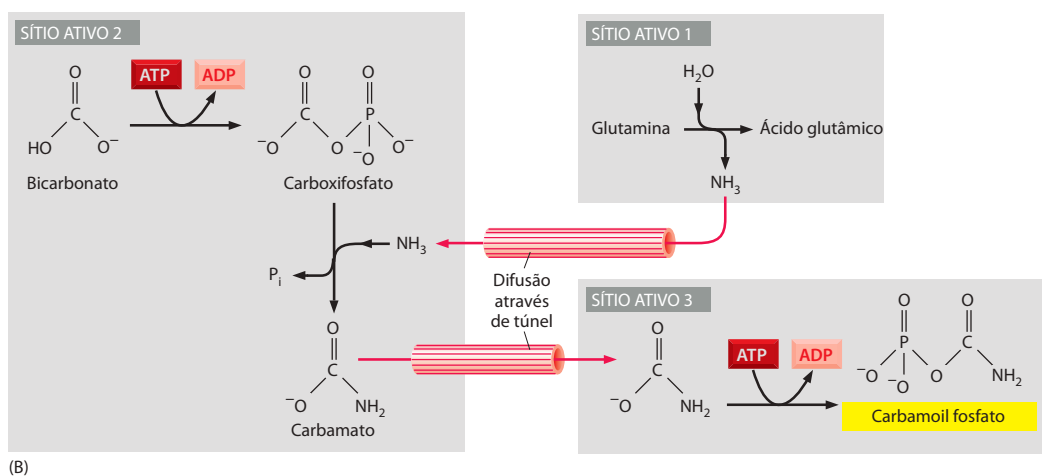 SÍTIO ATIVO 2
ATP
ADP
O
C
HO
O⁻
Bicarbonato
O
C
⁻O
O
O
P
⁻O
O⁻
Carboxifosfato
NH₃
Pᵢ
O
C
⁻O
NH₂
Carbamato
SÍTIO ATIVO 1
H₂O
Glutamina
Ácido glutâmico
NH₃
Difusão
através
de túnel
SÍTIO ATIVO 3
O
C
⁻O
NH₂
ATP
ADP
O
P
⁻O
⁻O
O
O
C
NH₂
Carbamoil fosfato
(B)